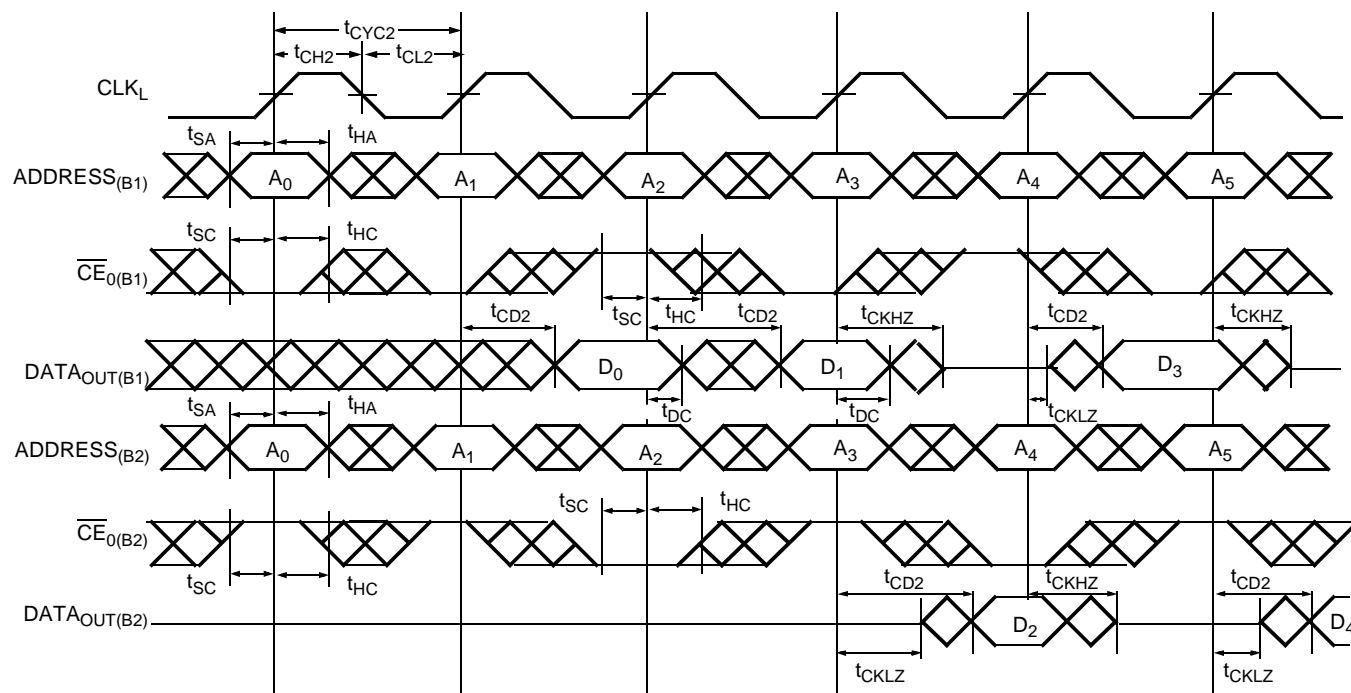 tCYC2
tCH2 tCL2
CLKL
tSA tHA
ADDRESS(B1) A0 A1 A2 A3 A4 A5
tSC tHC
CE0(B1)
tSC tHC
tCD2 tCD2 tCKHZ tCD2 tCKHZ
DATAOUT(B1) D0 D1 D3
tDC tDC tCKLZ
tSA tHA
ADDRESS(B2) A0 A1 A2 A3 A4 A5
tSC tHC
CE0(B2)
tSC tHC
tCD2 tCKHZ tCD2
DATAOUT(B2) D2 D4
tCKLZ tCKLZ